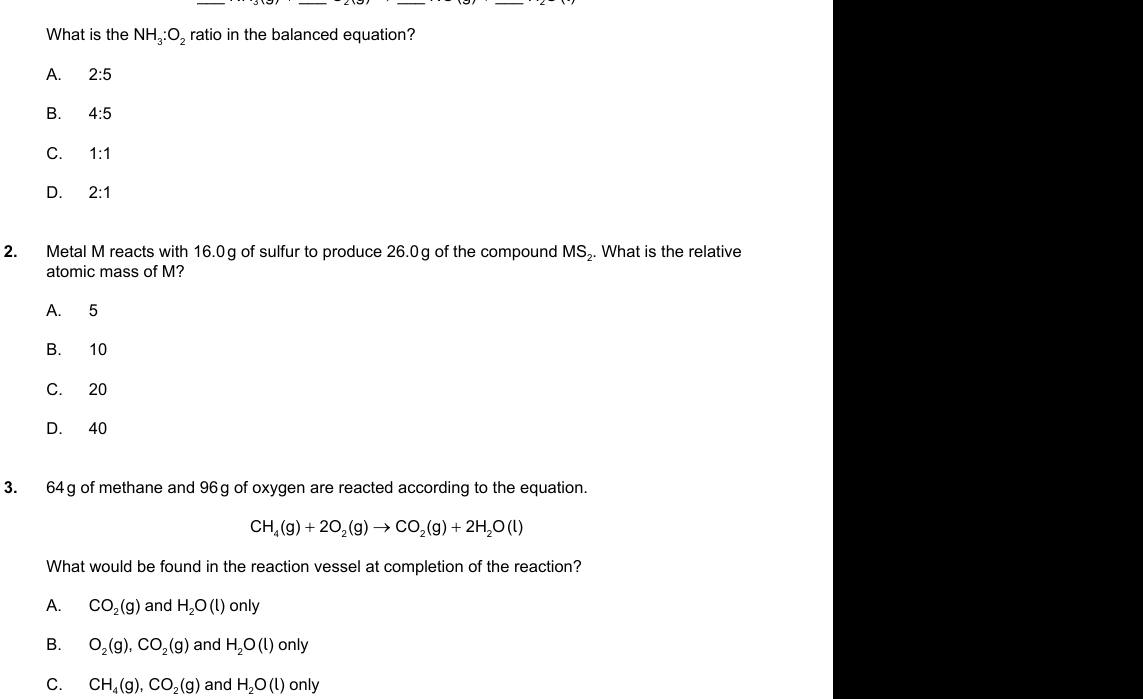 What is the NH₃:O₂ ratio in the balanced equation?
A. 2:5
B. 4:5
C. 1:1
D. 2:1
2. Metal M reacts with 16.0 g of sulfur to produce 26.0 g of the compound MS₂. What is the relative
atomic mass of M?
A. 5
B. 10
C. 20
D. 40
3. 64 g of methane and 96 g of oxygen are reacted according to the equation.
CH₄(g) + 2O₂(g) → CO₂(g) + 2H₂O(l)
What would be found in the reaction vessel at completion of the reaction?
A. CO₂(g) and H₂O(l) only
B. O₂(g), CO₂(g) and H₂O(l) only
C. CH₄(g), CO₂(g) and H₂O(l) only